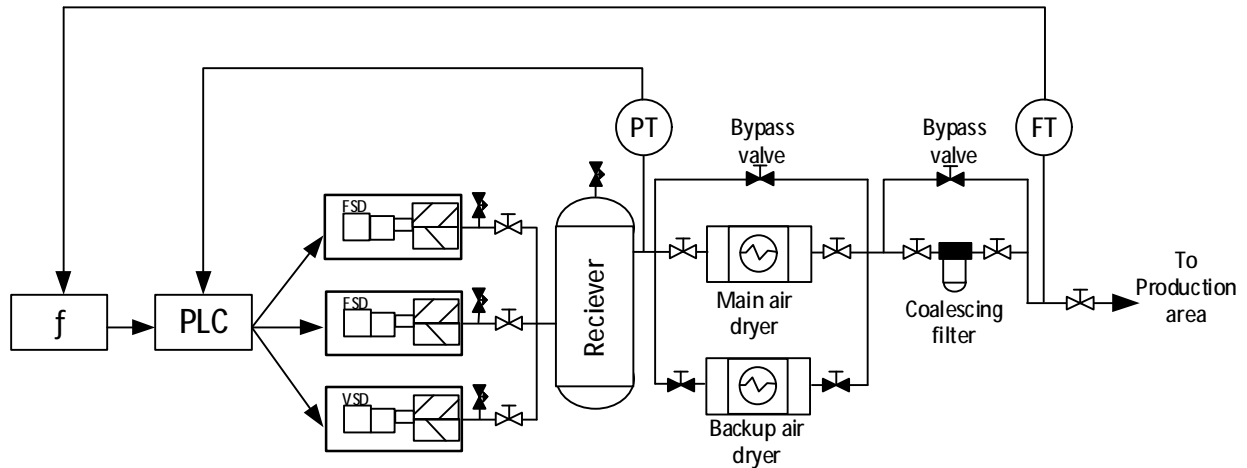 PT
Bypass
valve
Bypass
valve
FT
FSD
FSD
VSD
ƒ
PLC
Reciever
Main air
dryer
Backup air
dryer
Coalescing
filter
To
Production
area